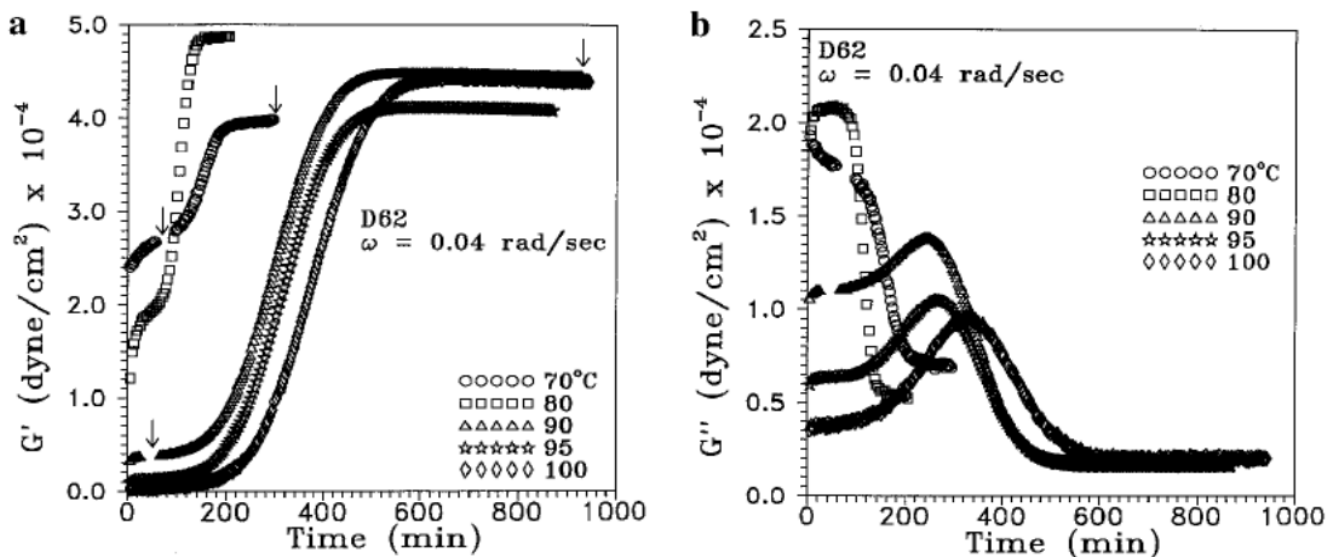 a
5.0
4.0
3.0
2.0
1.0
0.0
G' (dyne/cm²) x 10⁻⁴
D62
ω = 0.04 rad/sec
70°C
80
90
95
100
0 200 400 600 800 1000
Time (min)
b
2.5
2.0
1.5
1.0
0.5
0.0
G'' (dyne/cm²) x 10⁻⁴
D62
ω = 0.04 rad/sec
70°C
80
90
95
100
0 200 400 600 800 1000
Time (min)